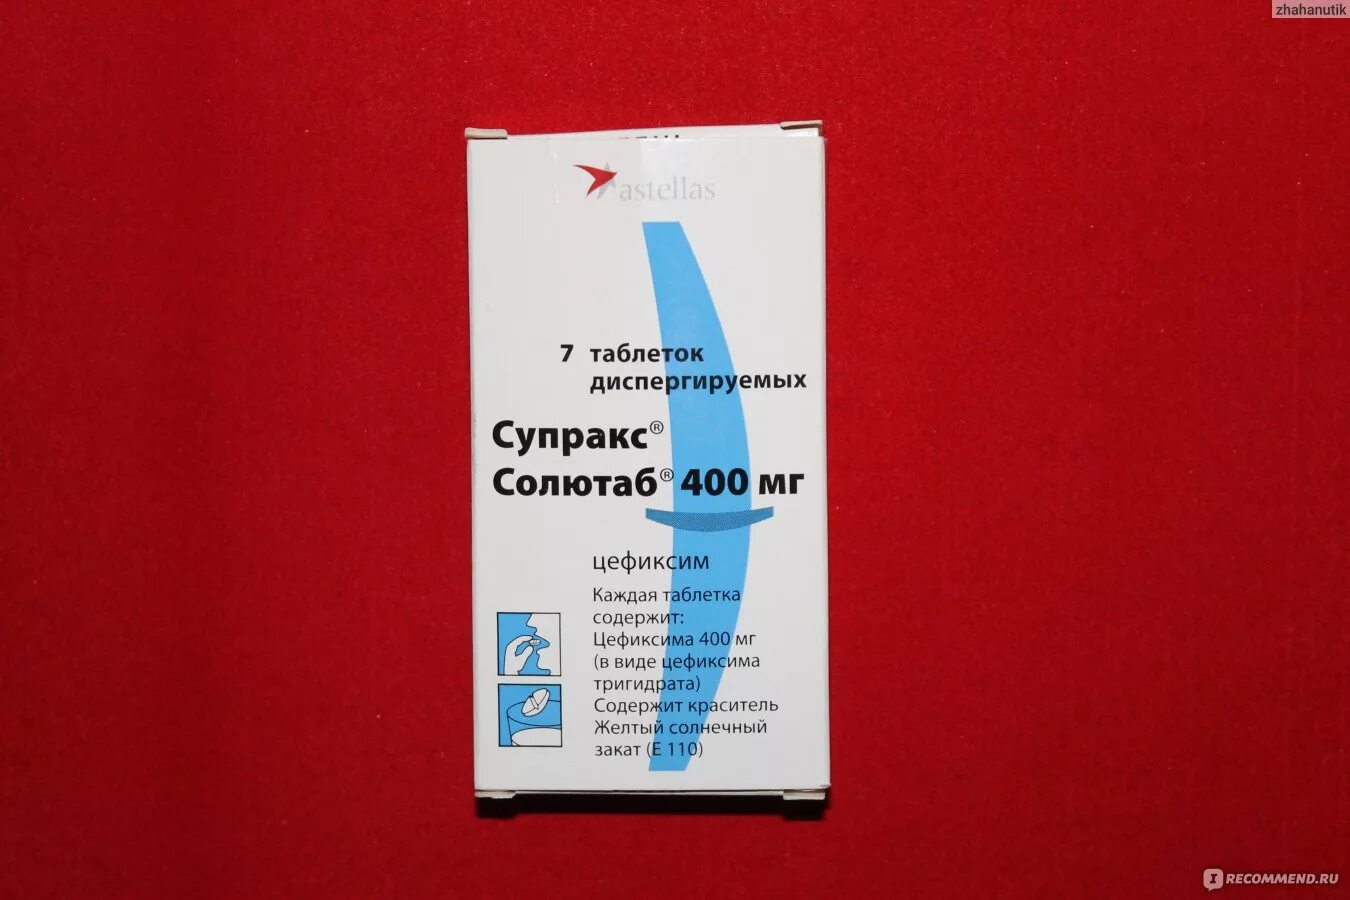 zhahanutik
astellas
7 таблеток
диспергируемых
Супракс®
Солютаб® 400 мг
цефиксим
Каждая таблетка
содержит:
Цефиксима 400 мг
(в виде цефиксима
тригидрата)
Содержит краситель
Желтый солнечный
закат (Е 110)
IRECOMMEND.RU